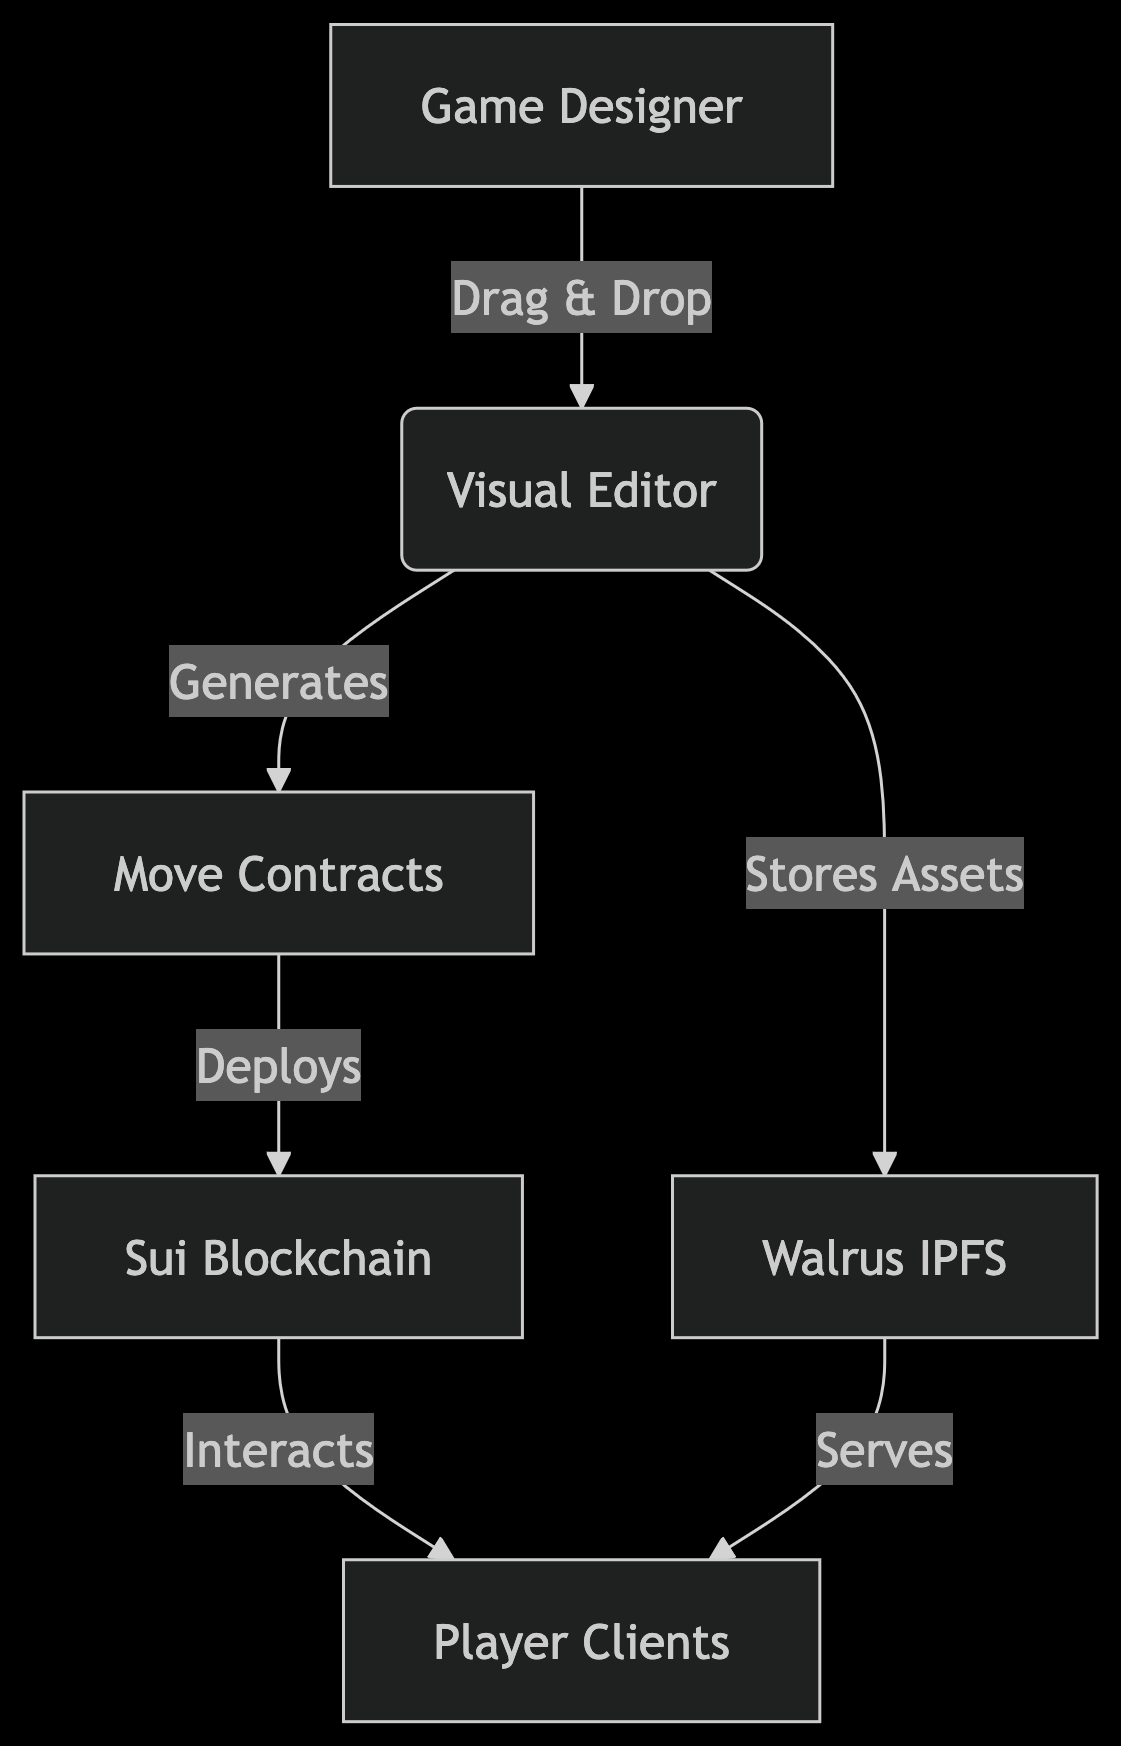 Game Designer
Drag & Drop
Visual Editor
Generates
Move Contracts
Stores Assets
Deploys
Sui Blockchain
Walrus IPFS
Interacts
Serves
Player Clients